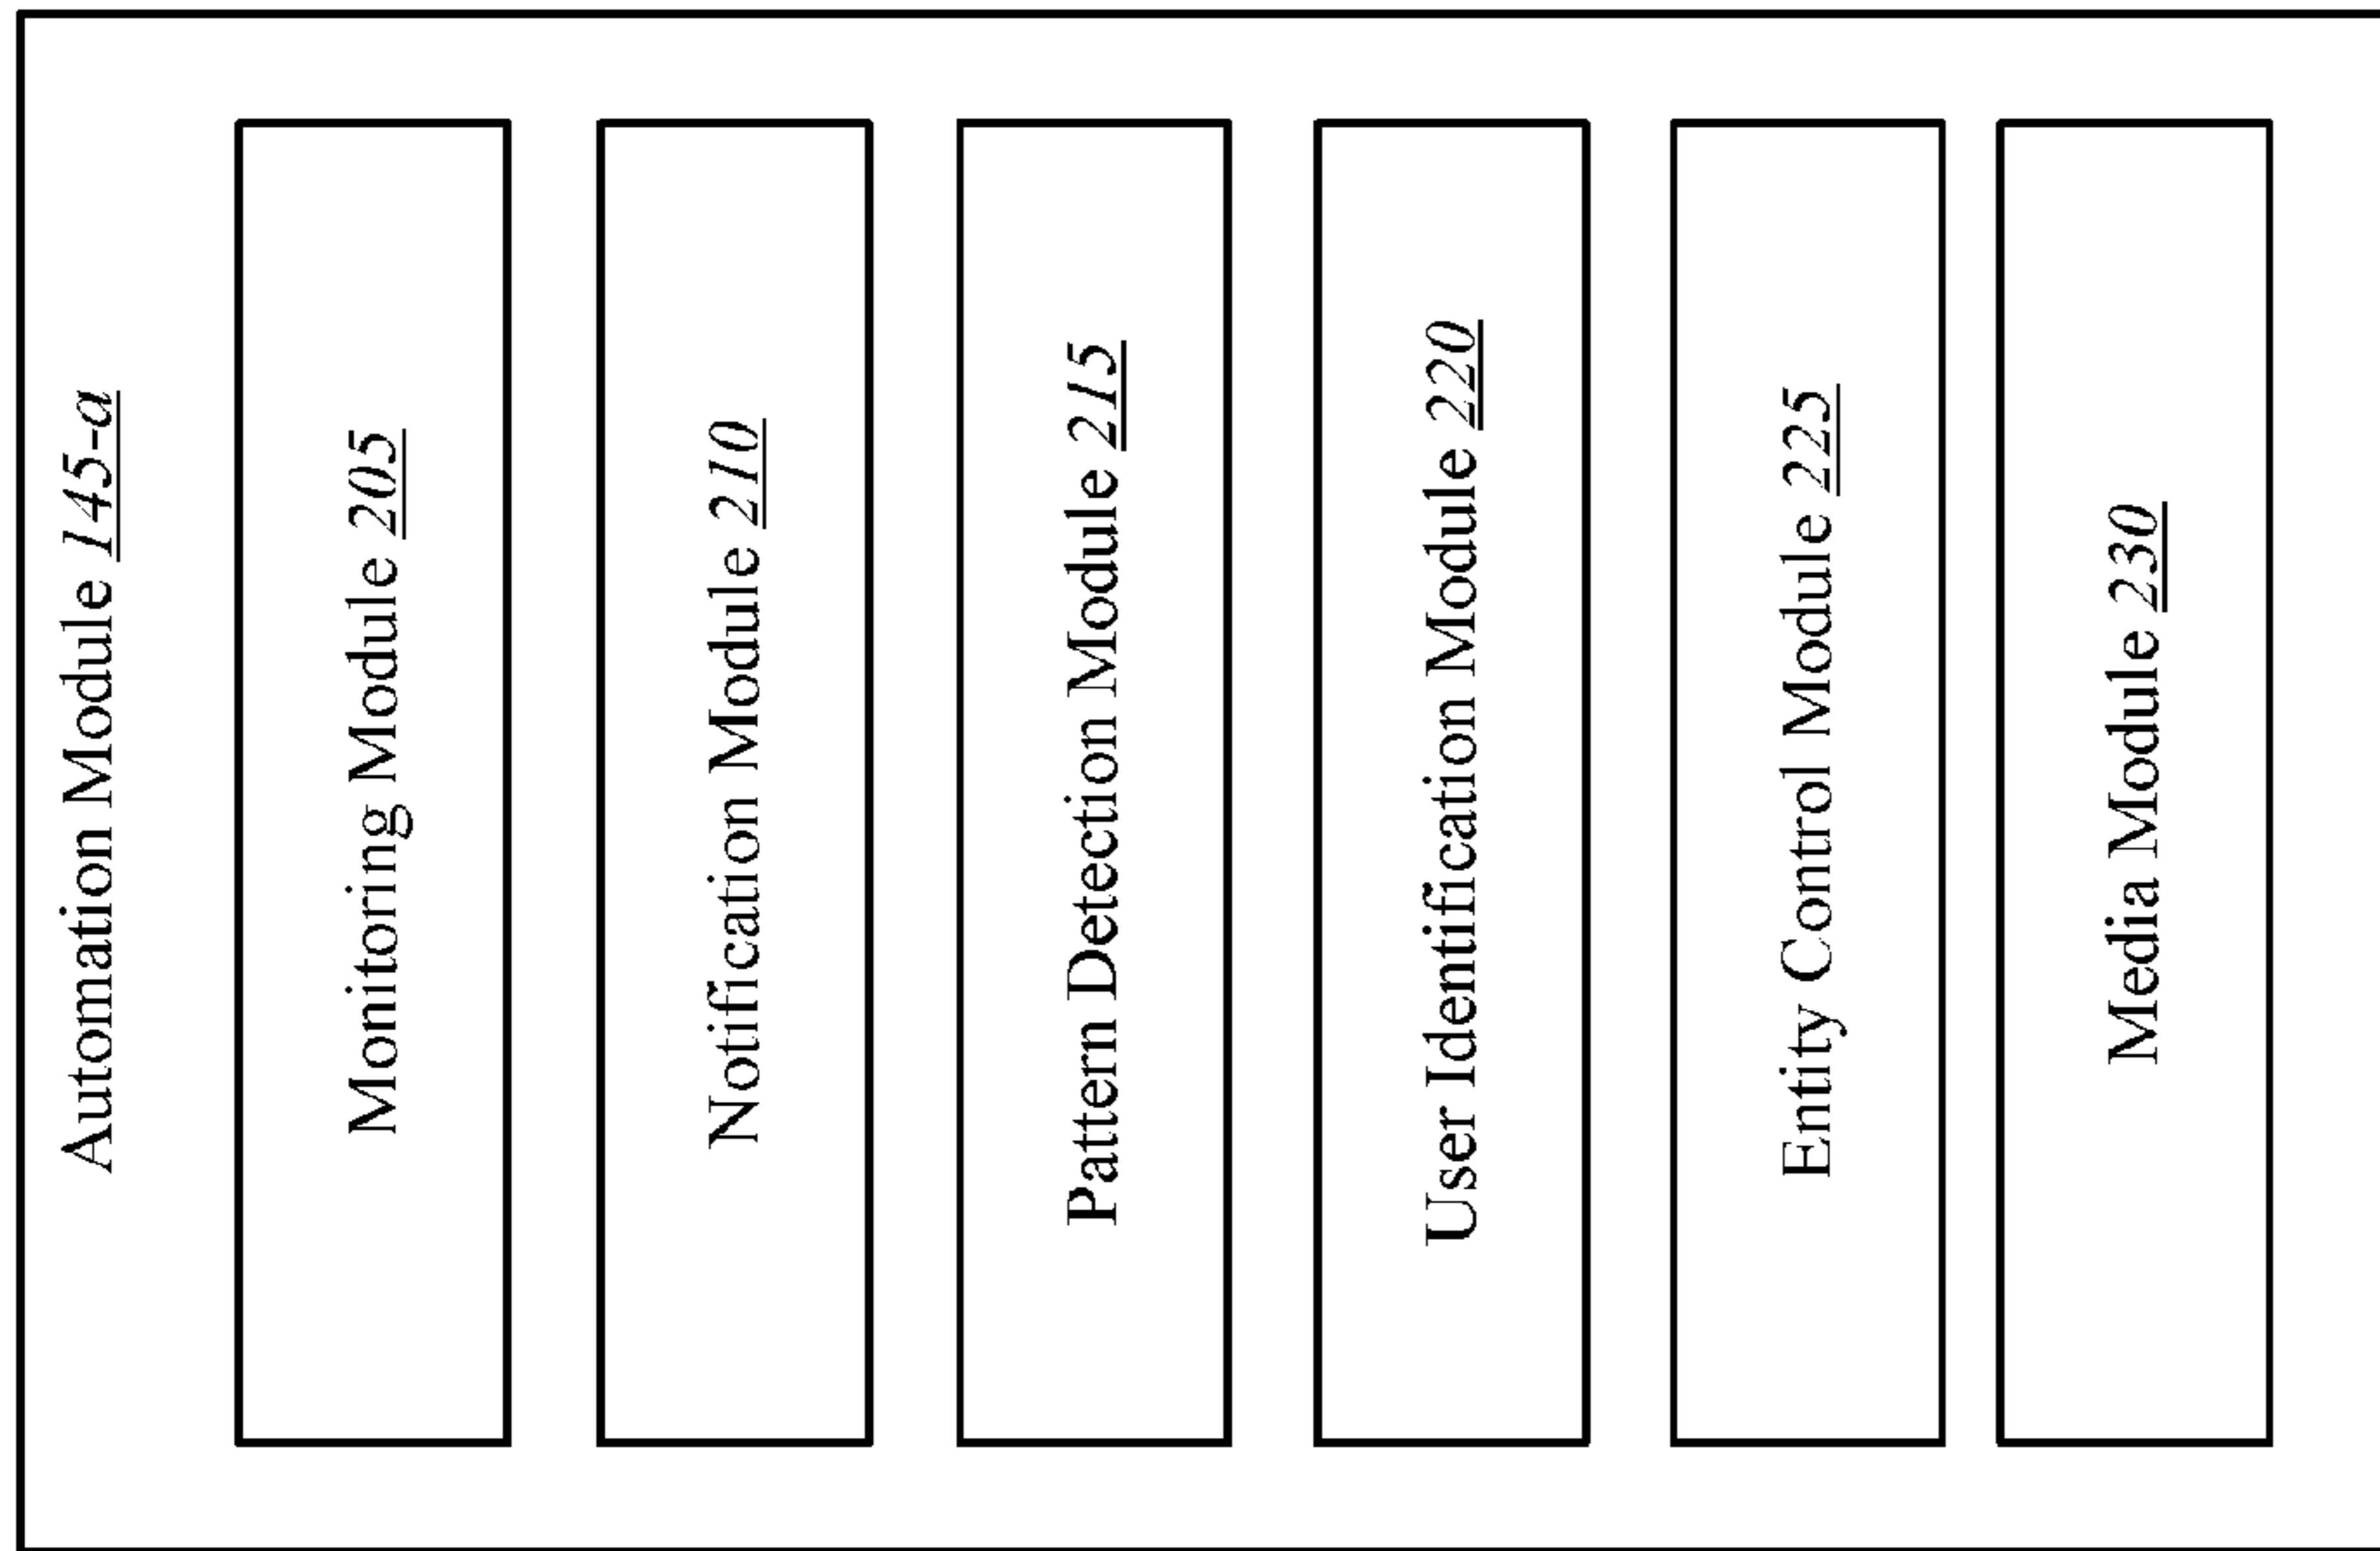 Automation Module 145-a
Monitoring Module 205
Notification Module 210
Pattern Detection Module 215
User Identification Module 220
Entity Control Module 225
Media Module 230